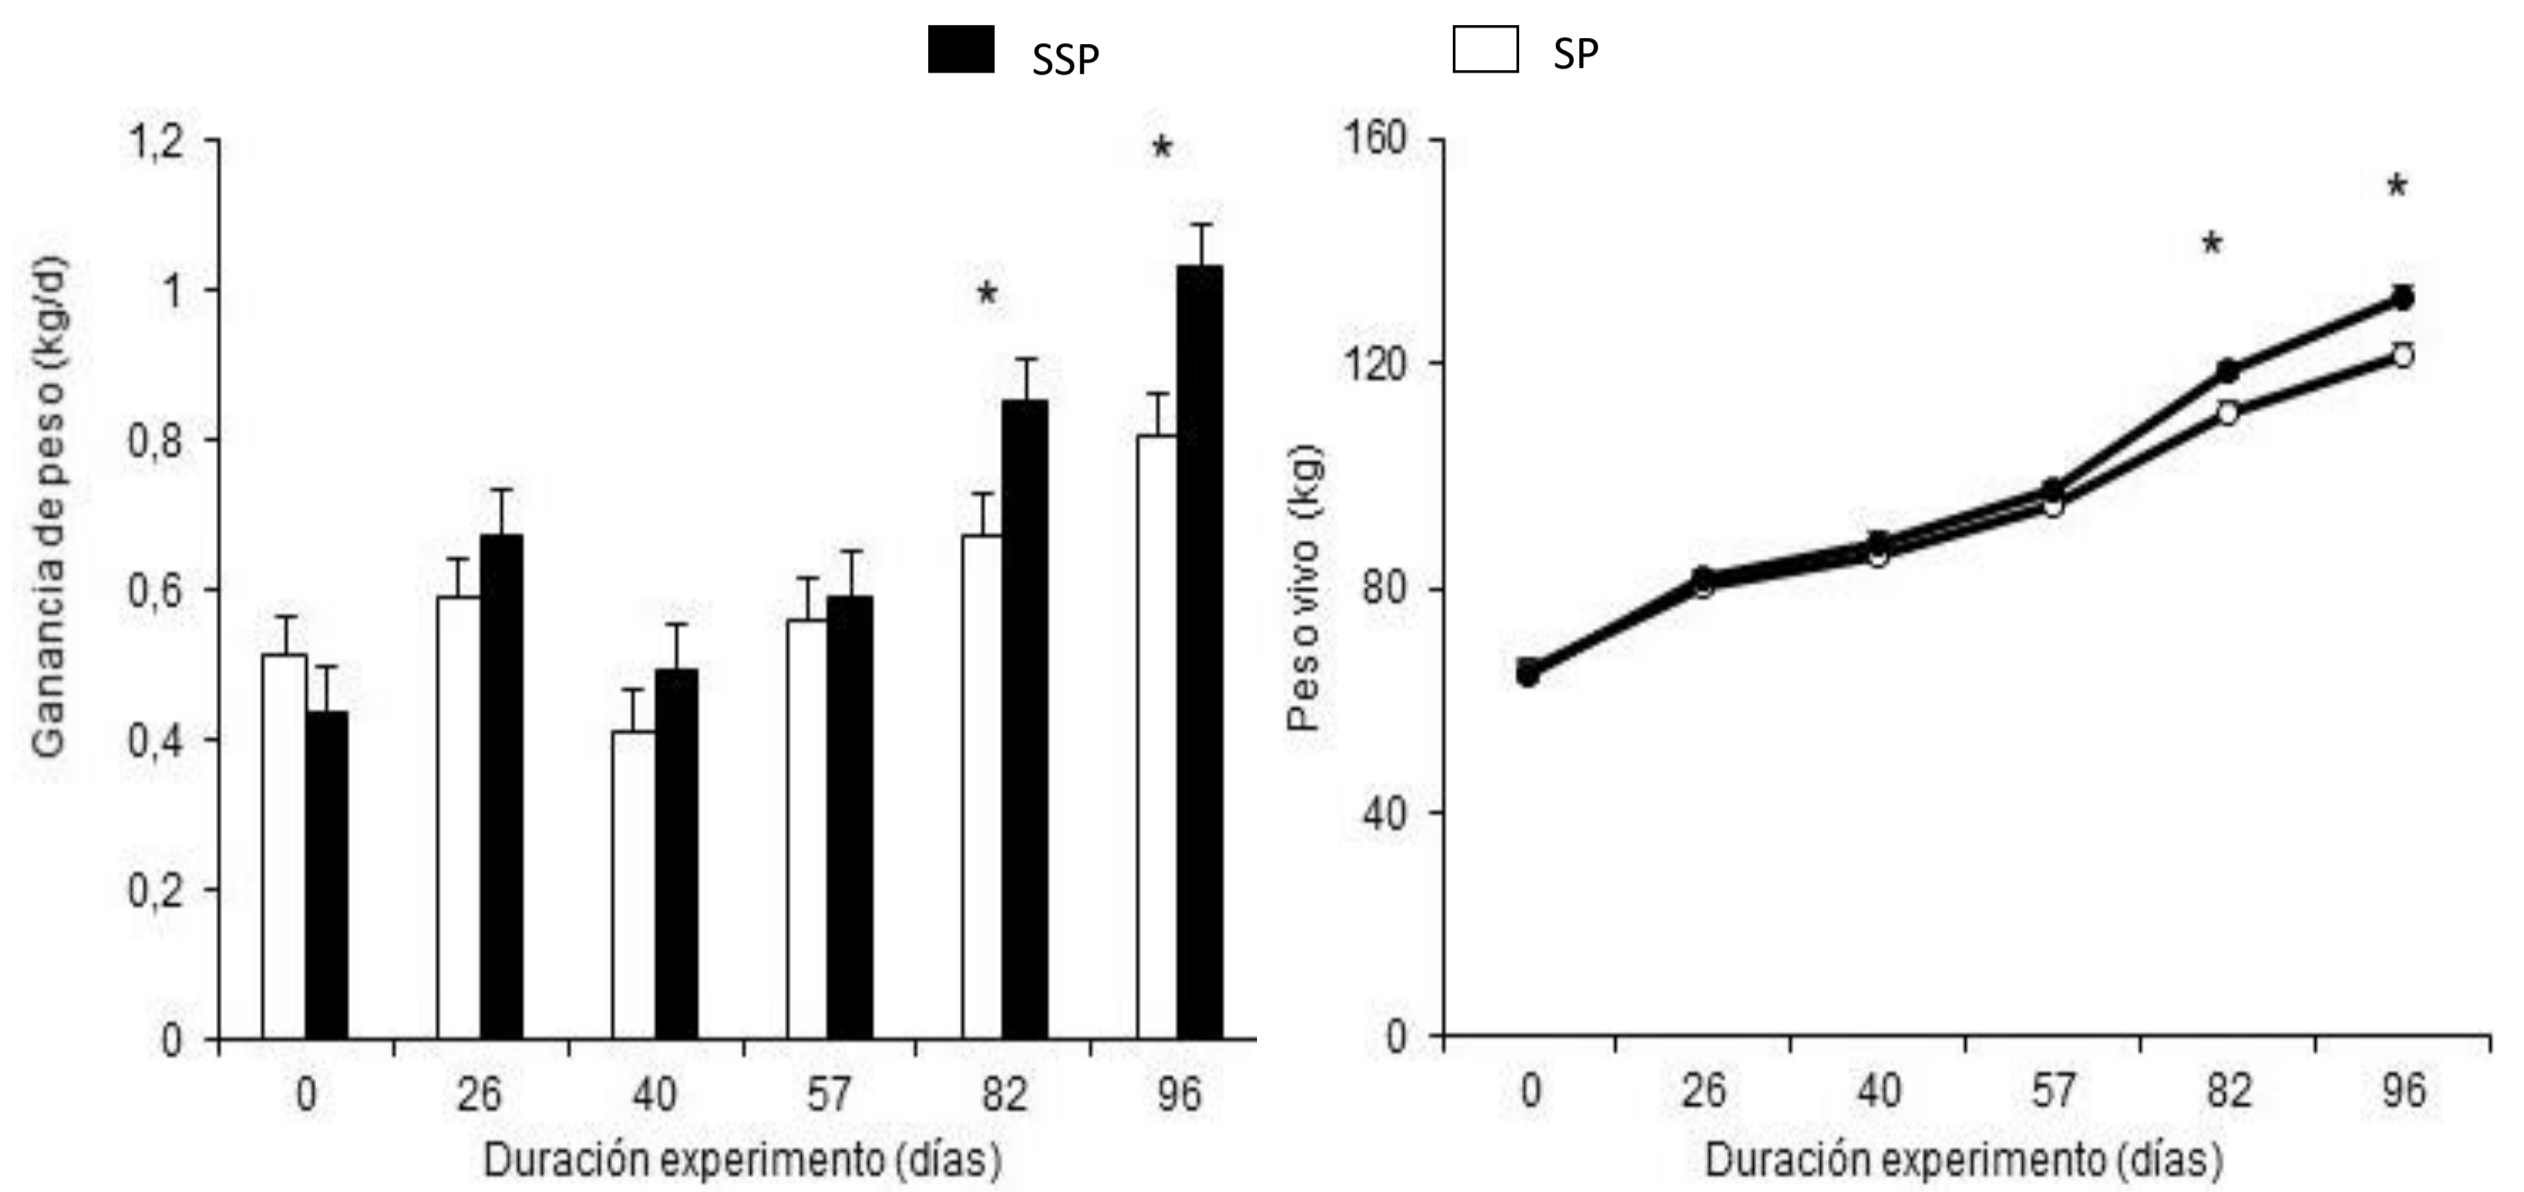 SSP
SP
1,2
1
0,8
0,6
0,4
0,2
0
Ganancia de peso (kg/d)
*
*
0 26 40 57 82 96
Duración experimento (días)
160
120
80
40
0
Peso vivo (kg)
*
*
0 26 40 57 82 96
Duración experimento (días)